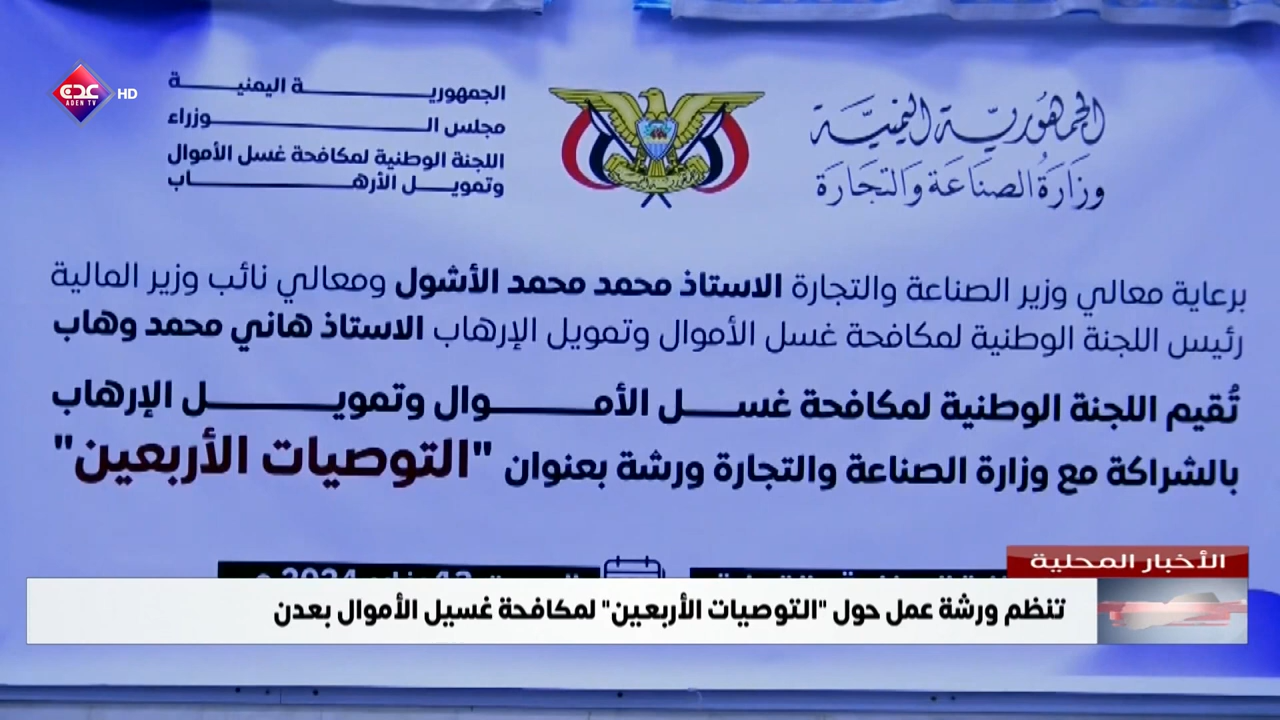 ADEN TV
HD
الجمهورية اليمنية
مجلس الوزراء
اللجنة الوطنية لمكافحة غسل الأموال
وتمويل الأرهاب
الجمهورية اليمنية
وزارة الصناعة والتجارة
برعاية معالي وزير الصناعة والتجارة الاستاذ محمد محمد الأشول ومعالي نائب وزير المالية
رئيس اللجنة الوطنية لمكافحة غسل الأموال وتمويل الإرهاب الاستاذ هاني محمد وهاب
تُقيم اللجنة الوطنية لمكافحة غسل الأموال وتمويل الإرهاب
بالشراكة مع وزارة الصناعة والتجارة ورشة بعنوان "التوصيات الأربعين"
الأخبار المحلية
تنظم ورشة عمل حول "التوصيات الأربعين" لمكافحة غسيل الأموال بعدن